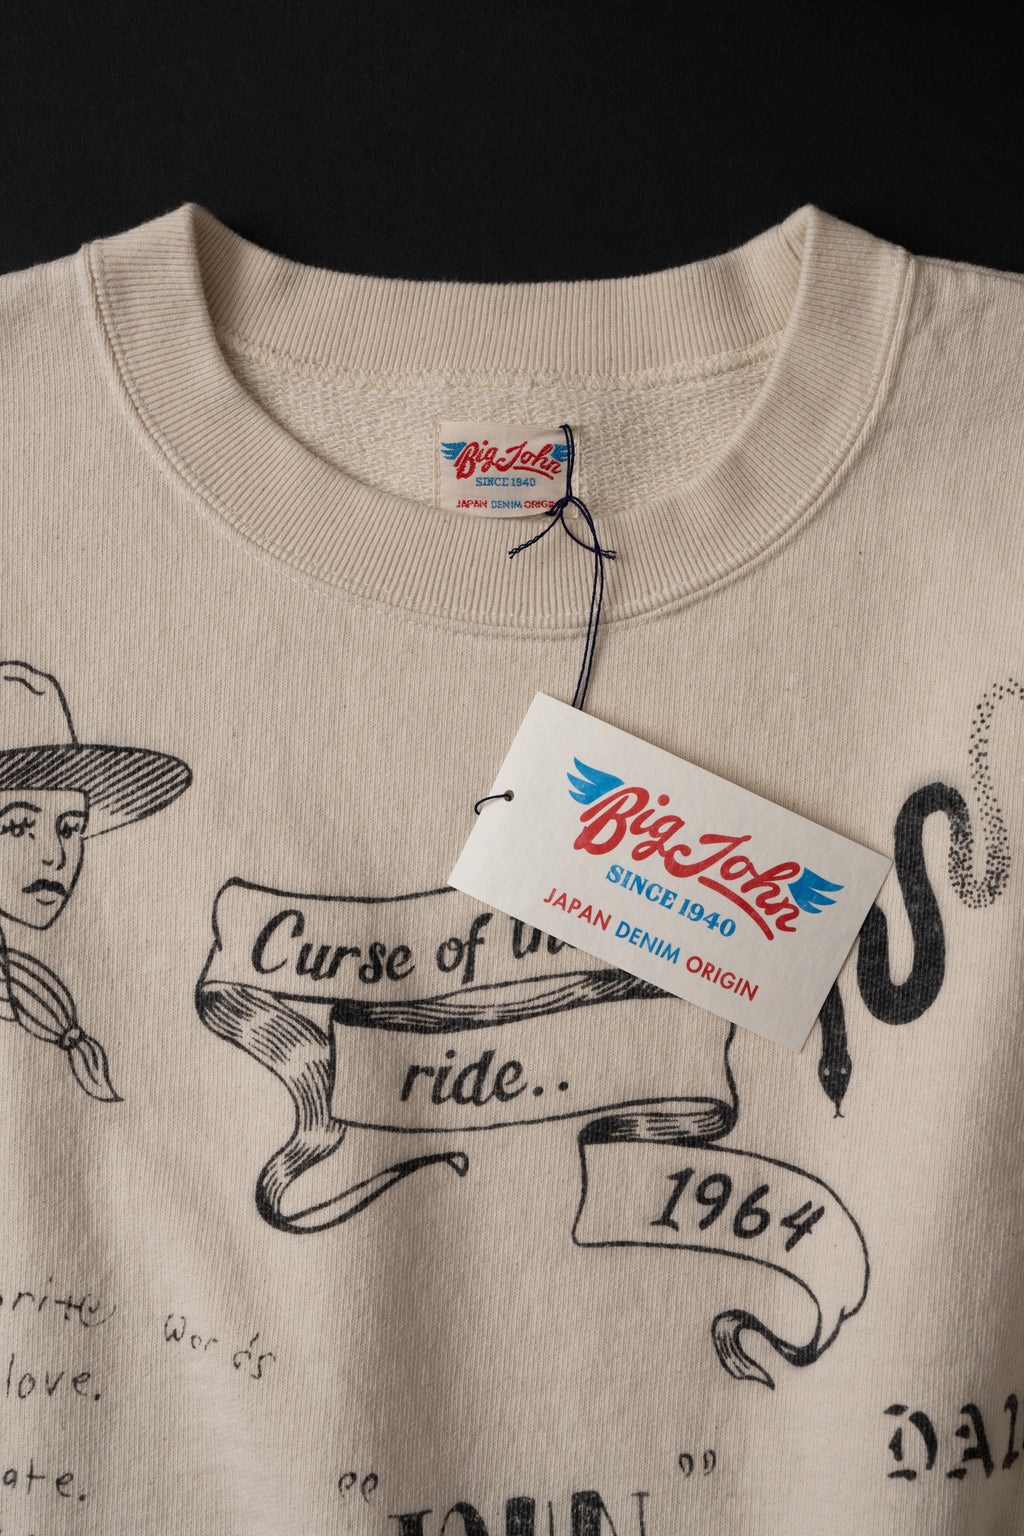 Big John
SINCE 1940
JAPAN DENIM ORIGIN
Big John
SINCE 1940
JAPAN DENIM ORIGIN
Curse of
ride..
1964
words
love.